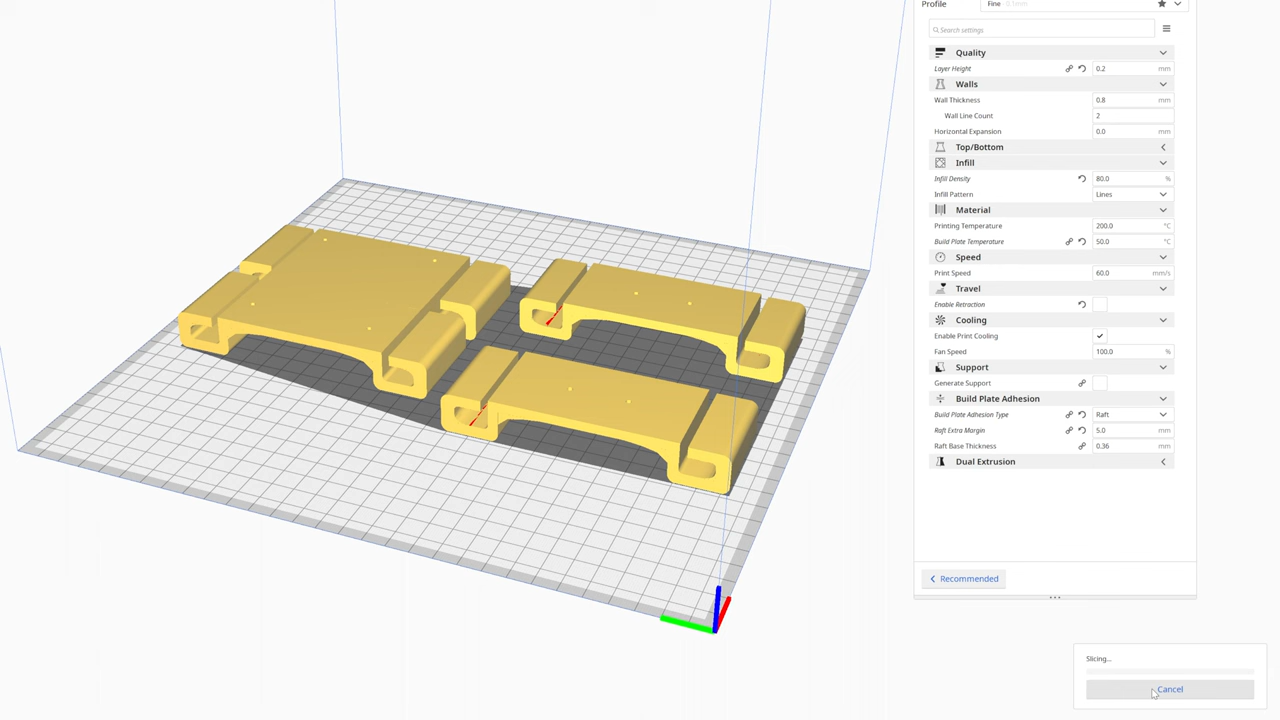 Profile Fine - 0.1mm
Search settings
Quality
Layer Height 0.2 mm
Walls
Wall Thickness 0.8 mm
Wall Line Count 2
Horizontal Expansion 0.0 mm
Top/Bottom
Infill
Infill Density 80.0 %
Infill Pattern Lines
Material
Printing Temperature 200.0 °C
Build Plate Temperature 50.0 °C
Speed
Print Speed 60.0 mm/s
Travel
Enable Retraction
Cooling
Enable Print Cooling
Fan Speed 100.0 %
Support
Generate Support
Build Plate Adhesion
Build Plate Adhesion Type Raft
Raft Extra Margin 5.0 mm
Raft Base Thickness 0.36 mm
Dual Extrusion
Recommended
Slicing...
Cancel